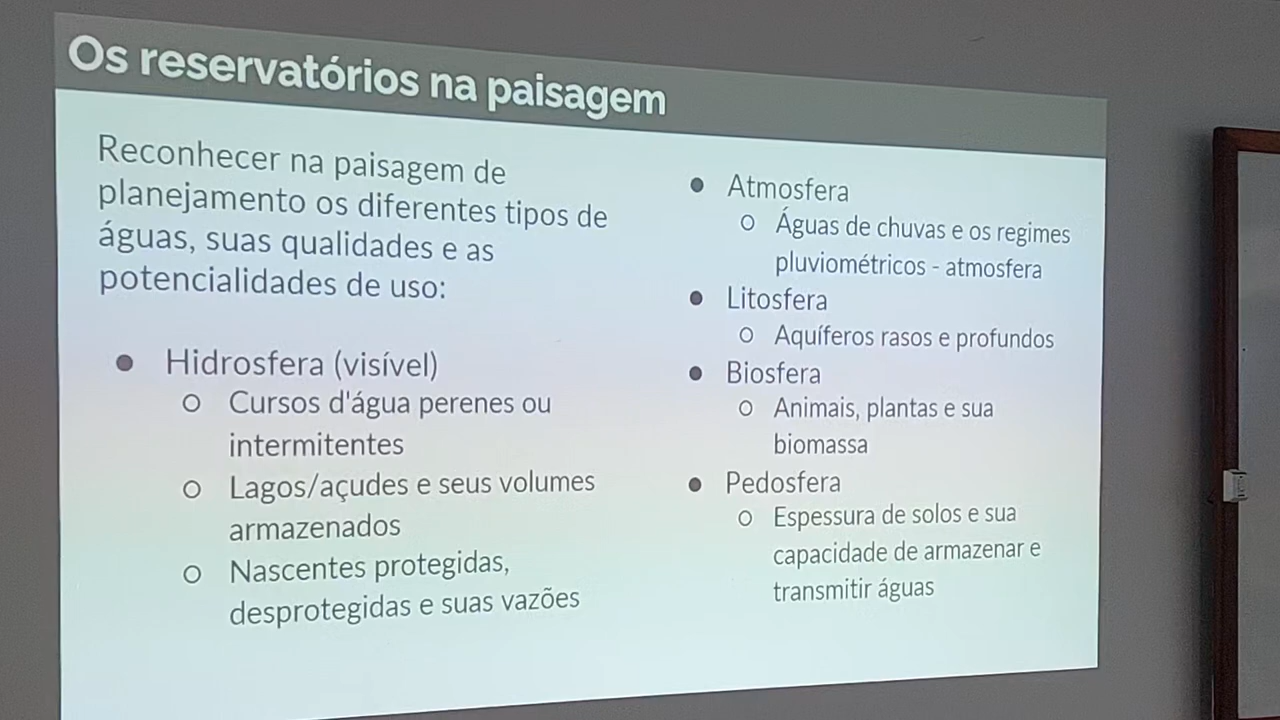 Os reservatórios na paisagem
Reconhecer na paisagem de
planejamento os diferentes tipos de
águas, suas qualidades e as
potencialidades de uso:
● Hidrosfera (visível)
○ Cursos d'água perenes ou
intermitentes
○ Lagos/açudes e seus volumes
armazenados
○ Nascentes protegidas,
desprotegidas e suas vazões
● Atmosfera
○ Águas de chuvas e os regimes
pluviométricos - atmosfera
● Litosfera
○ Aquíferos rasos e profundos
● Biosfera
○ Animais, plantas e sua
biomassa
● Pedosfera
○ Espessura de solos e sua
capacidade de armazenar e
transmitir águas